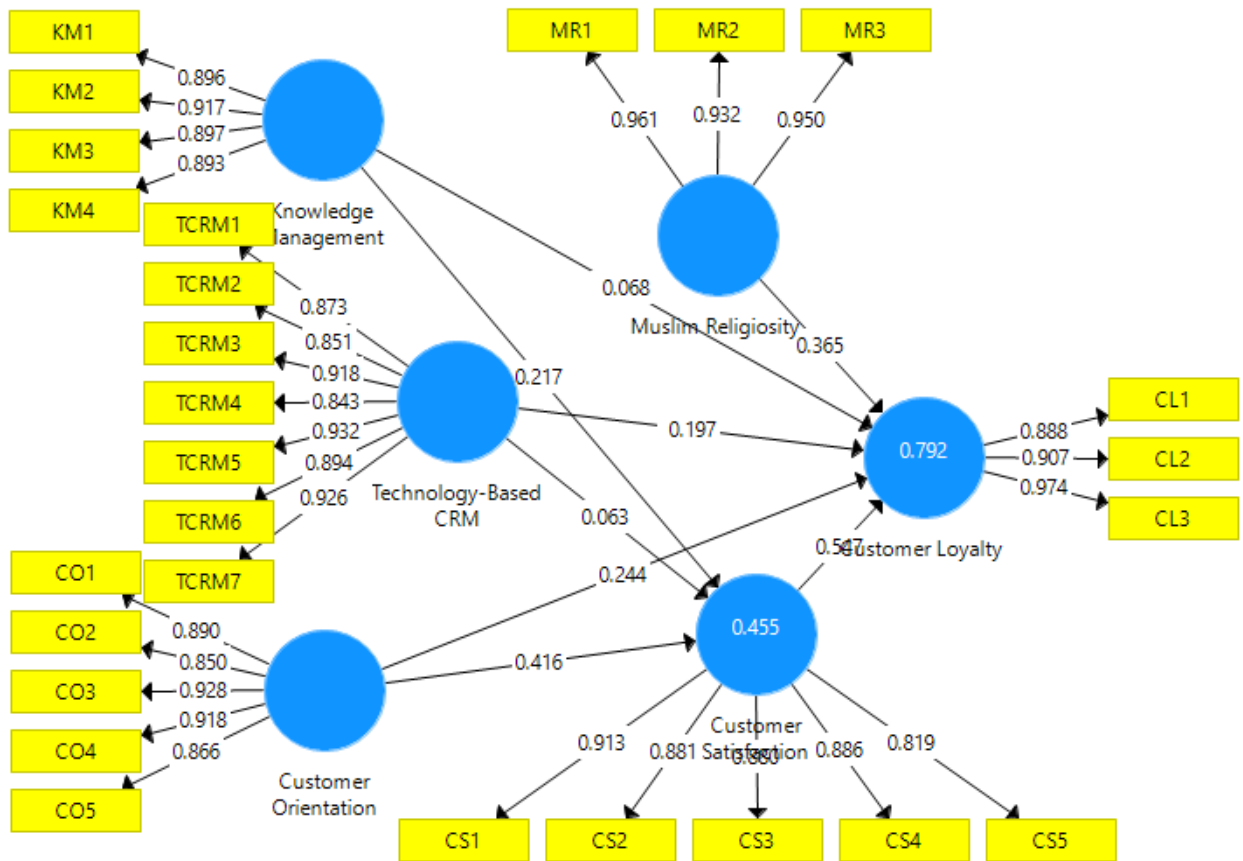 KM1
KM2
KM3
KM4
0.896
0.917
0.897
0.893
Knowledge
Management
MR1
MR2
MR3
0.961
0.932
0.950
Muslim Religiosity
TCRM1
TCRM2
TCRM3
TCRM4
TCRM5
TCRM6
TCRM7
0.873
0.851
0.918
0.843
0.932
0.894
0.926
Technology-Based
CRM
0.068
0.365
0.217
0.197
0.063
0.244
0.416
0.547
0.792
Customer Loyalty
0.888
0.907
0.974
CL1
CL2
CL3
CO1
CO2
CO3
CO4
CO5
0.890
0.850
0.928
0.918
0.866
Customer
Orientation
0.455
Customer
Satisfaction
0.913
0.881
0.886
0.819
CS1
CS2
CS3
CS4
CS5